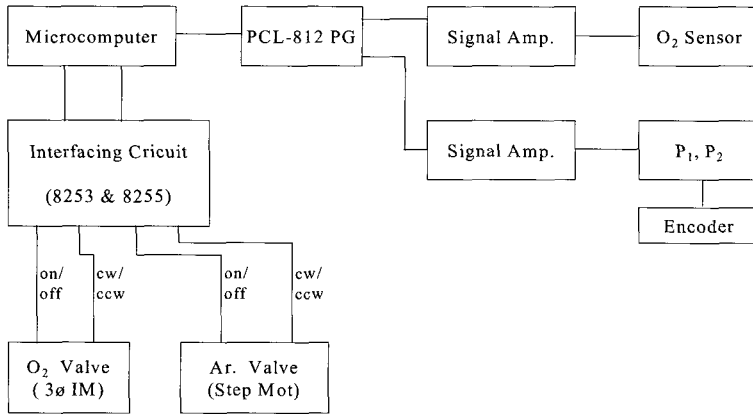 Microcomputer
PCL-812 PG
Signal Amp.
O₂ Sensor
Interfacing Cricuit
(8253 & 8255)
Signal Amp.
P₁, P₂
Encoder
on/
off
cw/
ccw
on/
off
cw/
ccw
O₂ Valve
( 3ø IM)
Ar. Valve
(Step Mot)